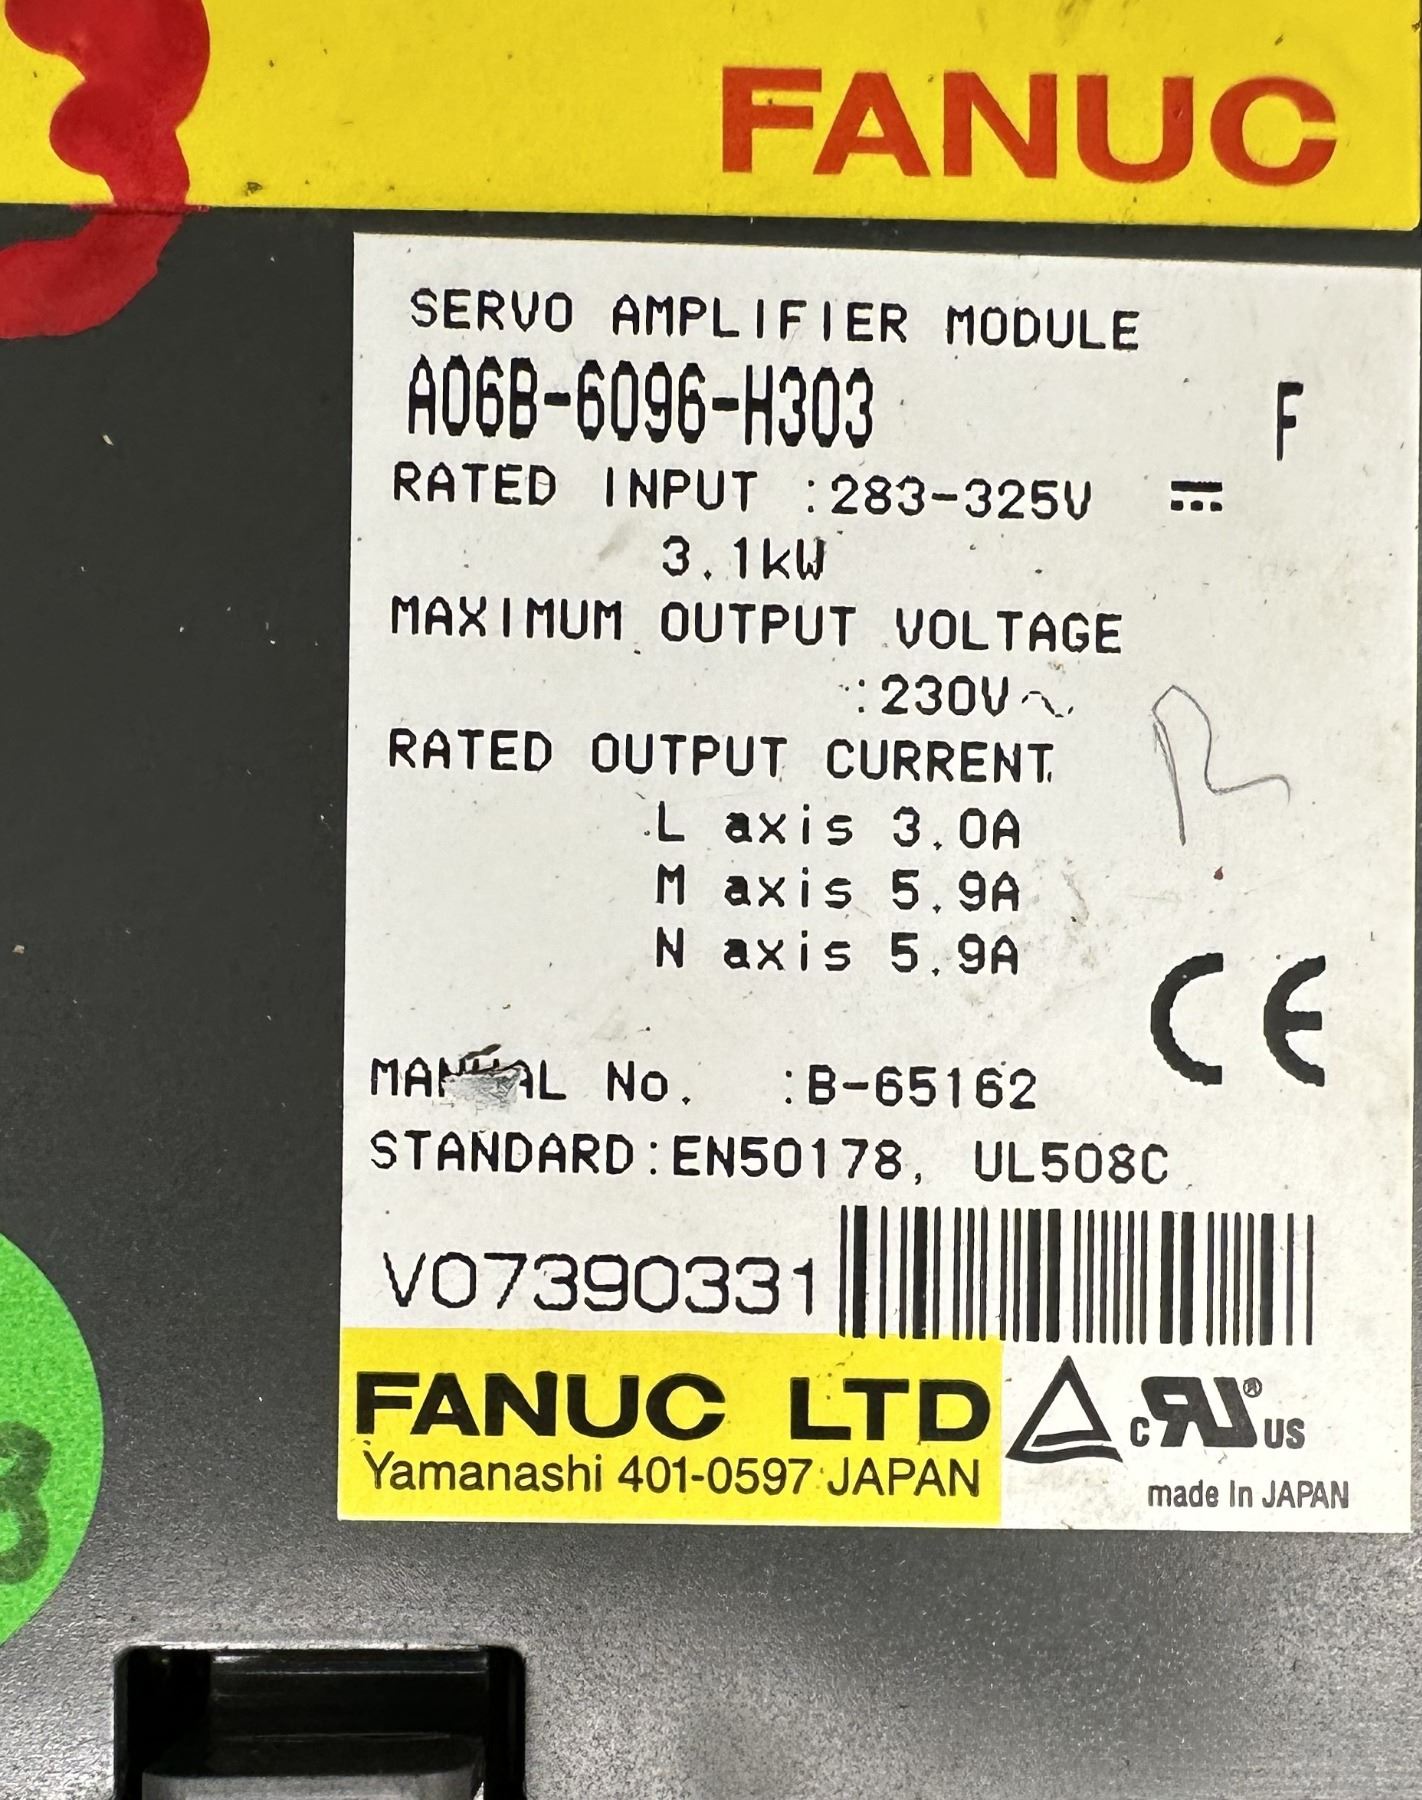 FANUC
SERVO AMPLIFIER MODULE
A06B-6096-H303 F
RATED INPUT :283-325V ⎓
3.1kW
MAXIMUM OUTPUT VOLTAGE
:230V~
RATED OUTPUT CURRENT
L axis 3.0A
M axis 5.9A
N axis 5.9A
CE
MANUAL No. :B-65162
STANDARD:EN50178, UL508C
V07390331
FANUC LTD
Yamanashi 401-0597 JAPAN
c RU® US
made in JAPAN